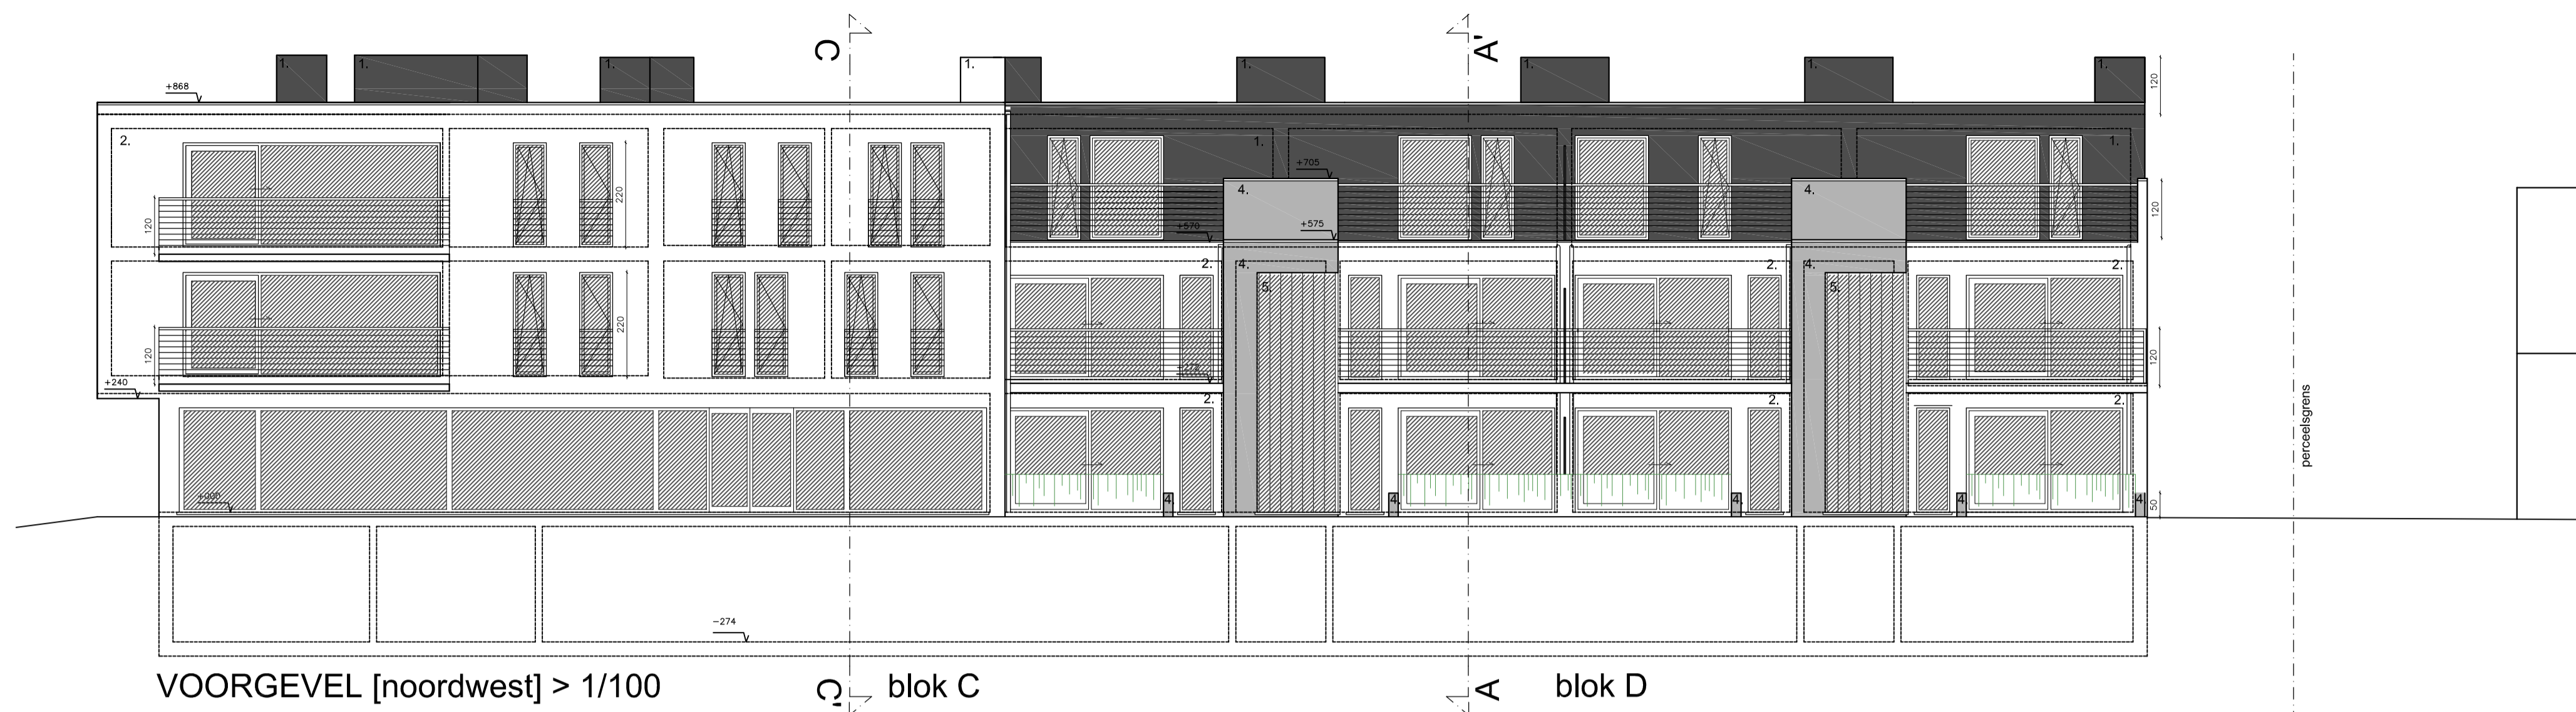 C A'
1. 1. 1. 1. 1. 1. 1. 1.
120
+868
2. 1. 1.
+705
220 4. 4.
120 120
+570 +575
2. 4. 2. 4. 2.
5. 5.
220
120 120
+272
+240
2. 2. 2.
perceelsgrens
+000
4. 4. 4. 4. 4.
50
-274
VOORGEVEL [noordwest] > 1/100 C' blok C A blok D